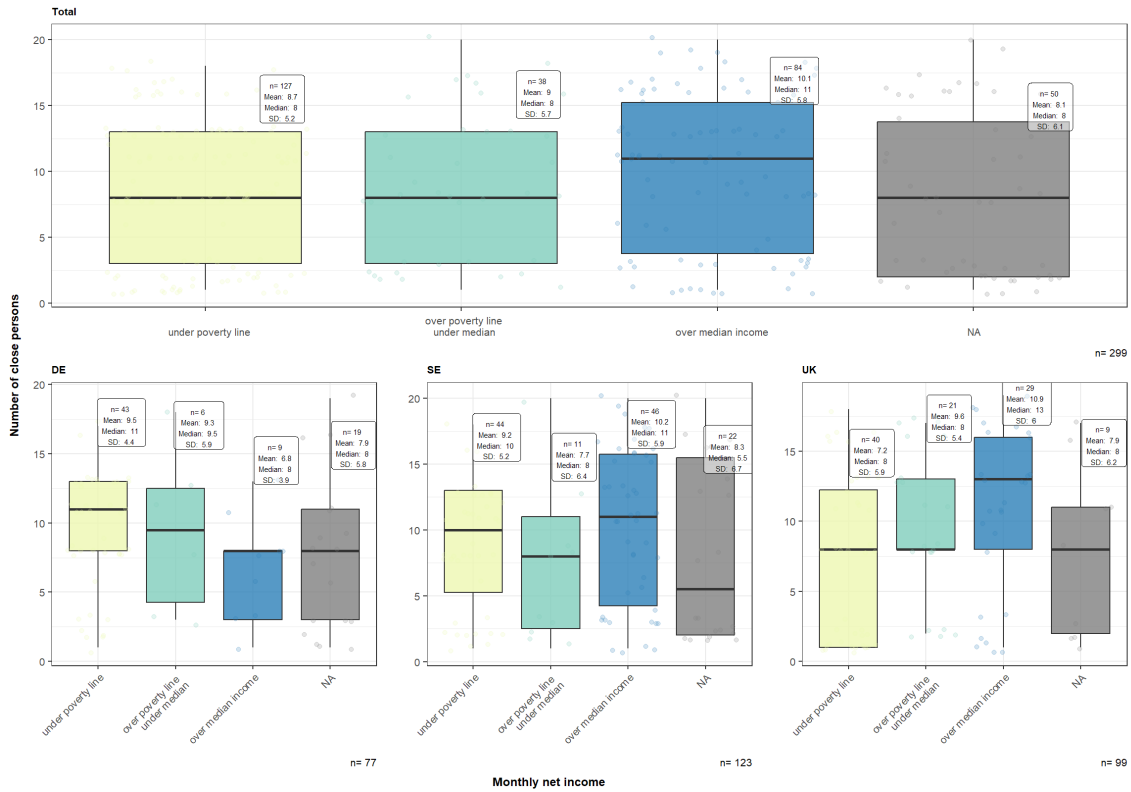 Total
Number of close persons
20
15
10
5
0
n= 127
Mean: 8.7
Median: 8
SD: 5.2
n= 38
Mean: 9
Median: 8
SD: 5.7
n= 84
Mean: 10.1
Median: 11
SD: 5.8
n= 50
Mean: 8.1
Median: 8
SD: 6.1
under poverty line
over poverty line
under median
over median income
NA
n= 299
DE
20
15
10
5
0
n= 43
Mean: 9.5
Median: 11
SD: 4.4
n= 6
Mean: 9.3
Median: 9.5
SD: 5.9
n= 9
Mean: 6.8
Median: 8
SD: 3.9
n= 19
Mean: 7.9
Median: 8
SD: 5.8
under poverty line
over poverty line
under median
over median income
NA
n= 77
SE
20
15
10
5
0
n= 44
Mean: 9.2
Median: 10
SD: 5.2
n= 11
Mean: 7.7
Median: 8
SD: 6.4
n= 46
Mean: 10.2
Median: 11
SD: 5.9
n= 22
Mean: 8.3
Median: 5.5
SD: 6.7
under poverty line
over poverty line
under median
over median income
NA
n= 123
UK
15
10
5
0
n= 40
Mean: 7.2
Median: 8
SD: 5.9
n= 21
Mean: 9.6
Median: 8
SD: 5.4
n= 29
Mean: 10.9
Median: 13
SD: 6
n= 9
Mean: 7.9
Median: 8
SD: 6.2
under poverty line
over poverty line
under median
over median income
NA
n= 99
Monthly net income